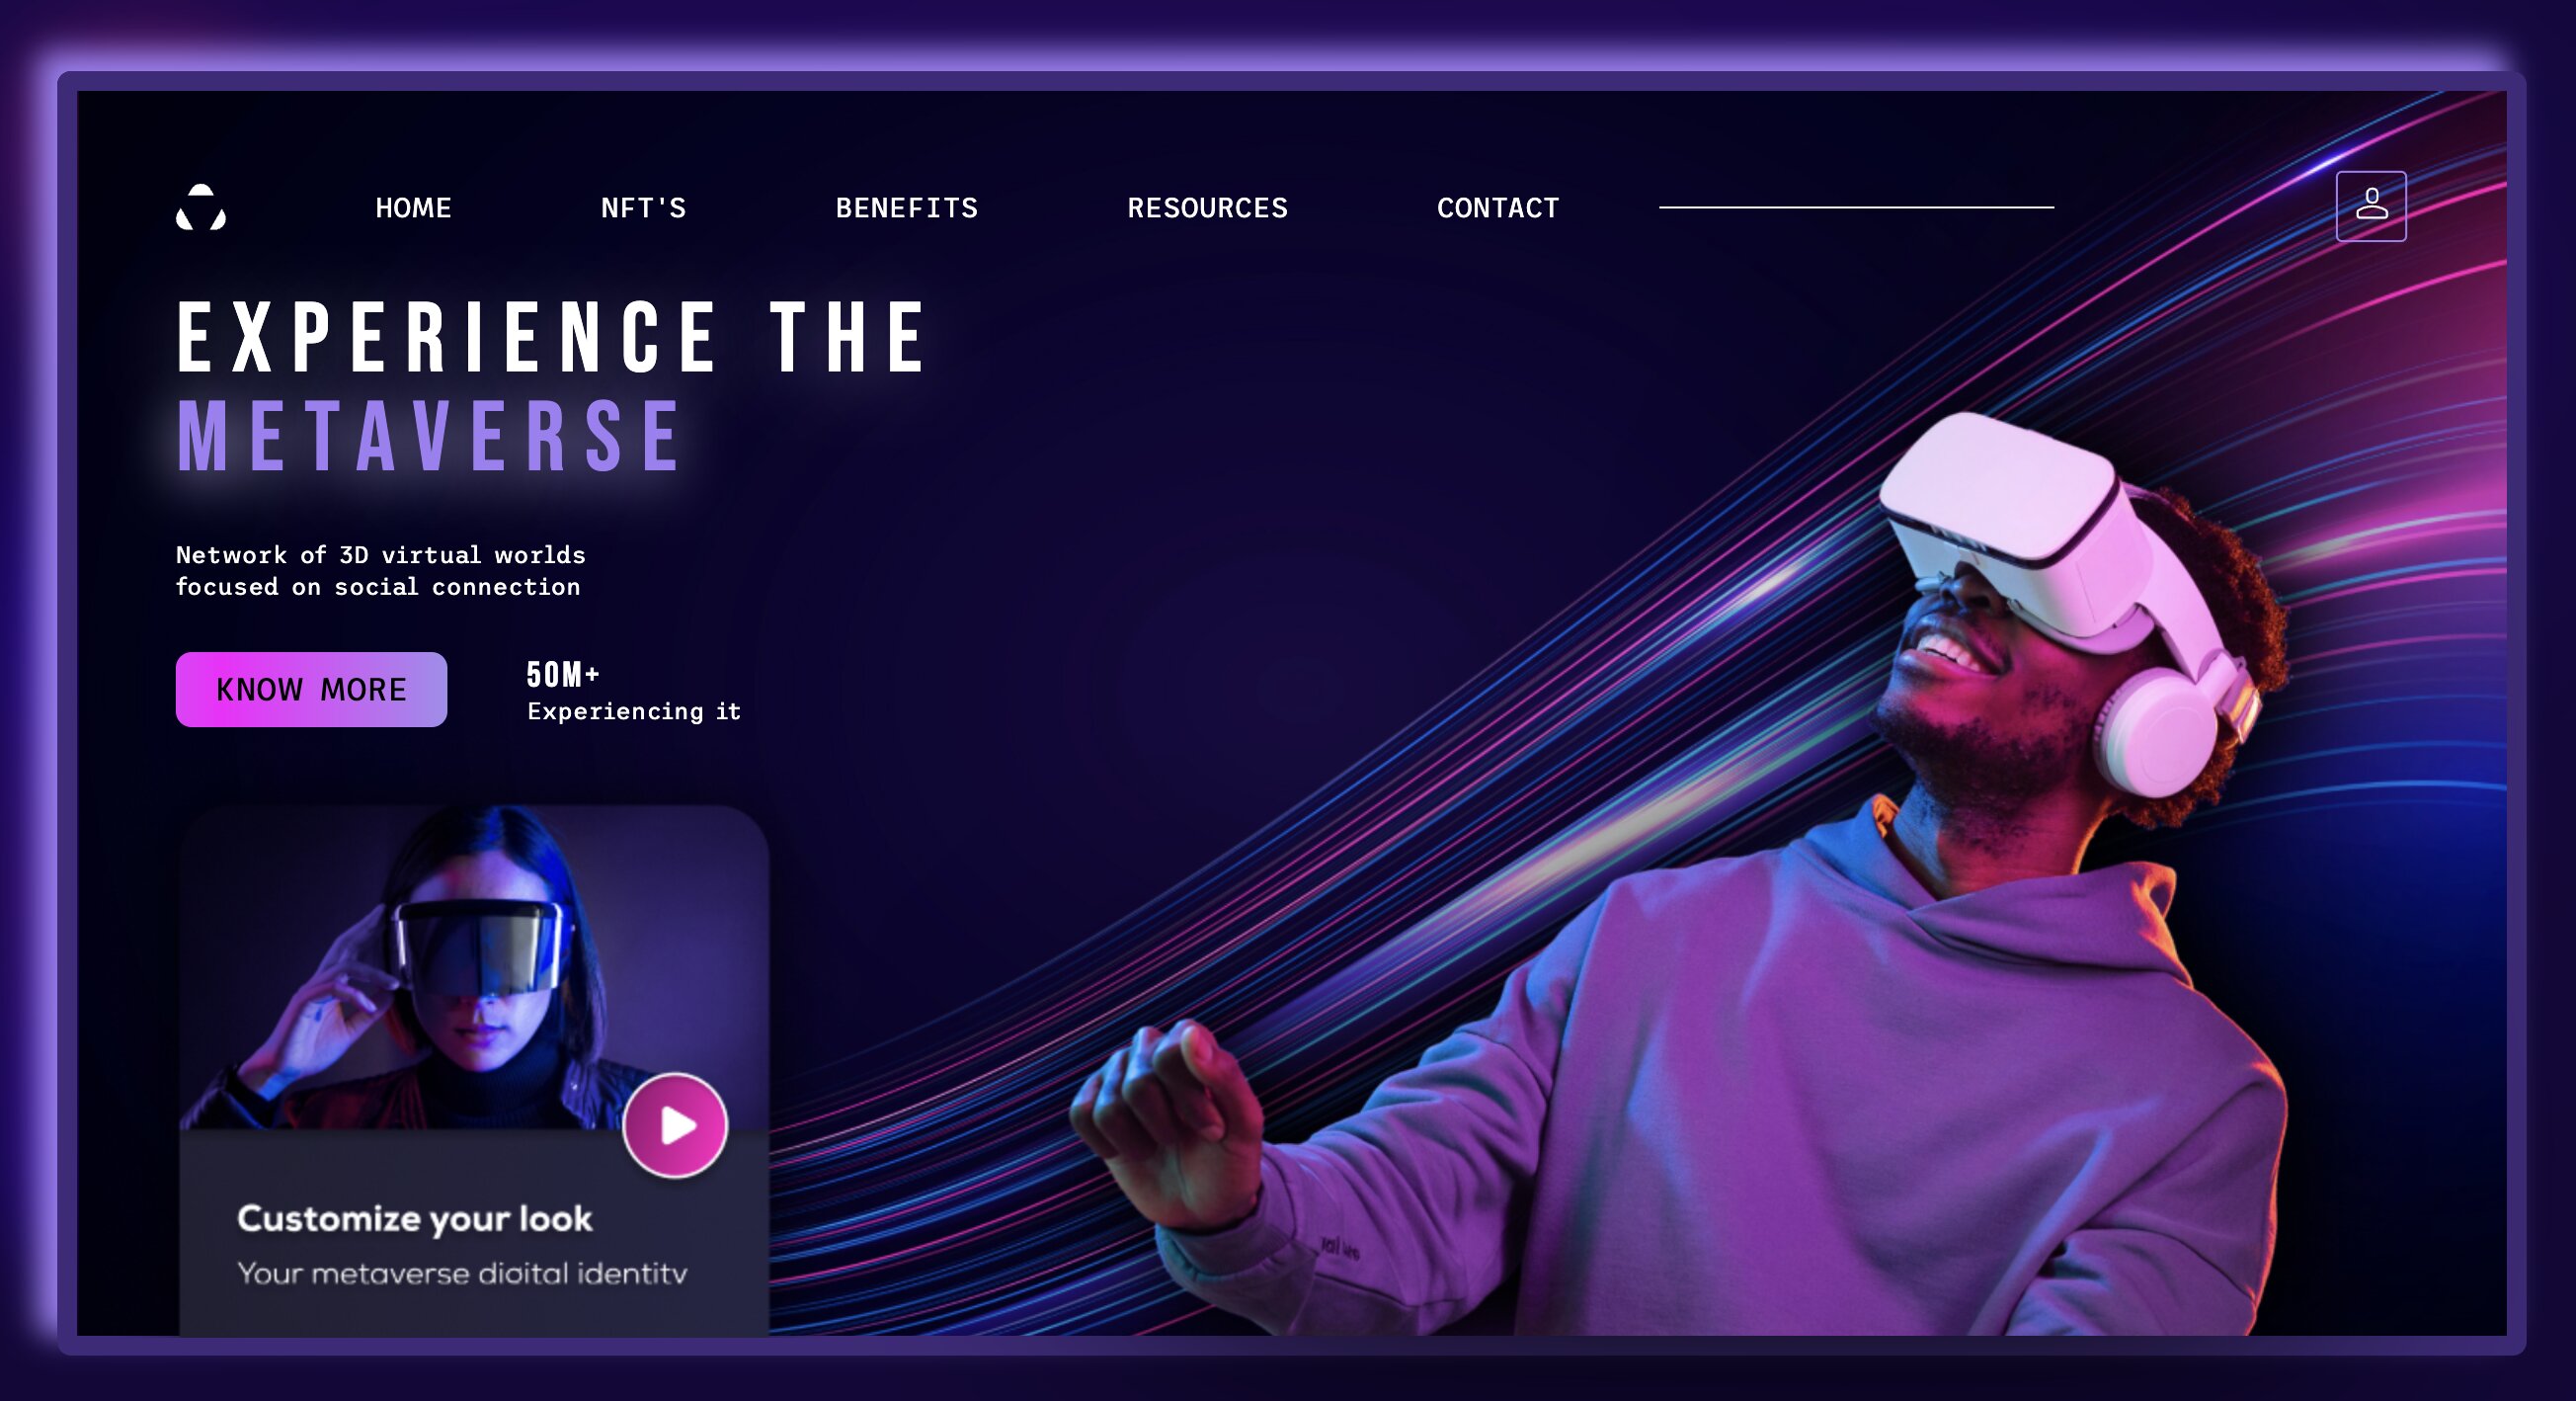 HOME NFT'S BENEFITS RESOURCES CONTACT
EXPERIENCE THE
METAVERSE
Network of 3D virtual worlds
focused on social connection
KNOW MORE
50M+
Experiencing it
Customize your look
Your metaverse digital identity